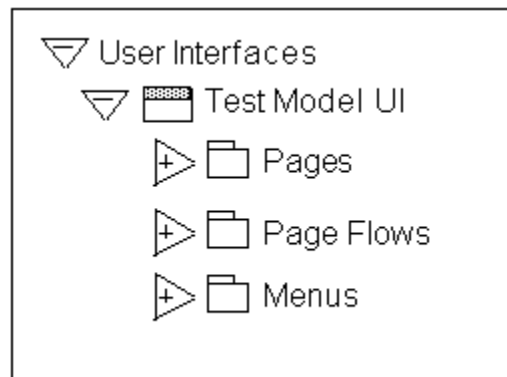 User Interfaces
Test Model UI
Pages
Page Flows
Menus